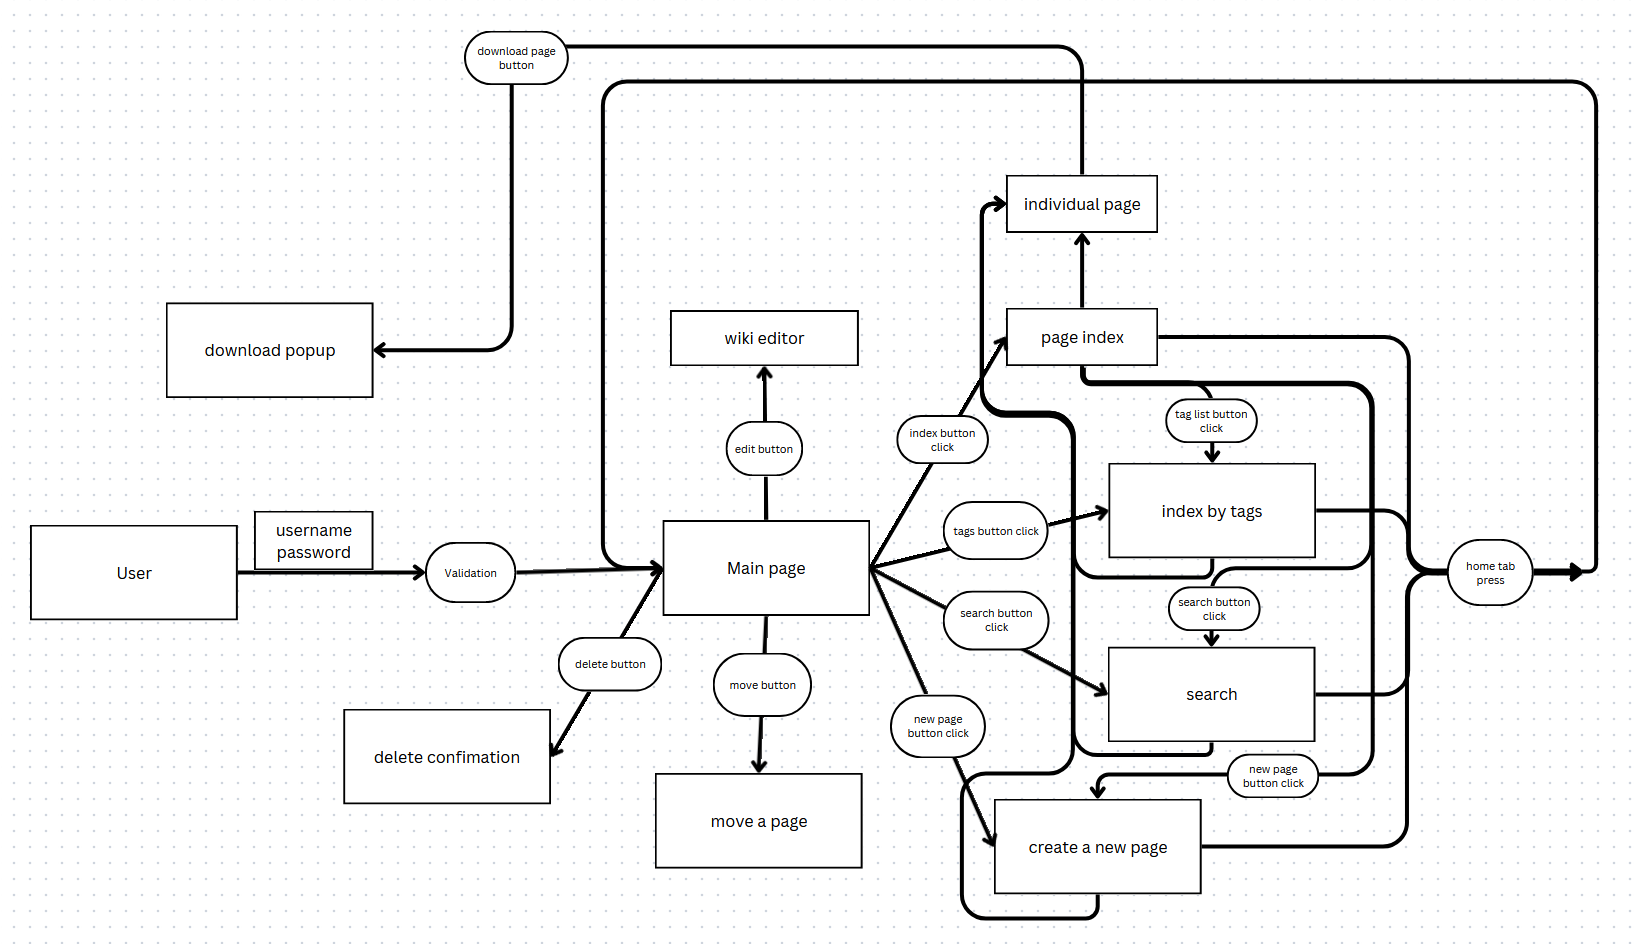 download page
button
individual page
download popup
wiki editor
page index
edit button
index button
click
tag list button
click
username
password
User
Validation
Main page
tags button click
index by tags
home tab
press
search button
click
search button
click
delete button
move button
search
new page
button click
delete confimation
new page
button click
move a page
create a new page